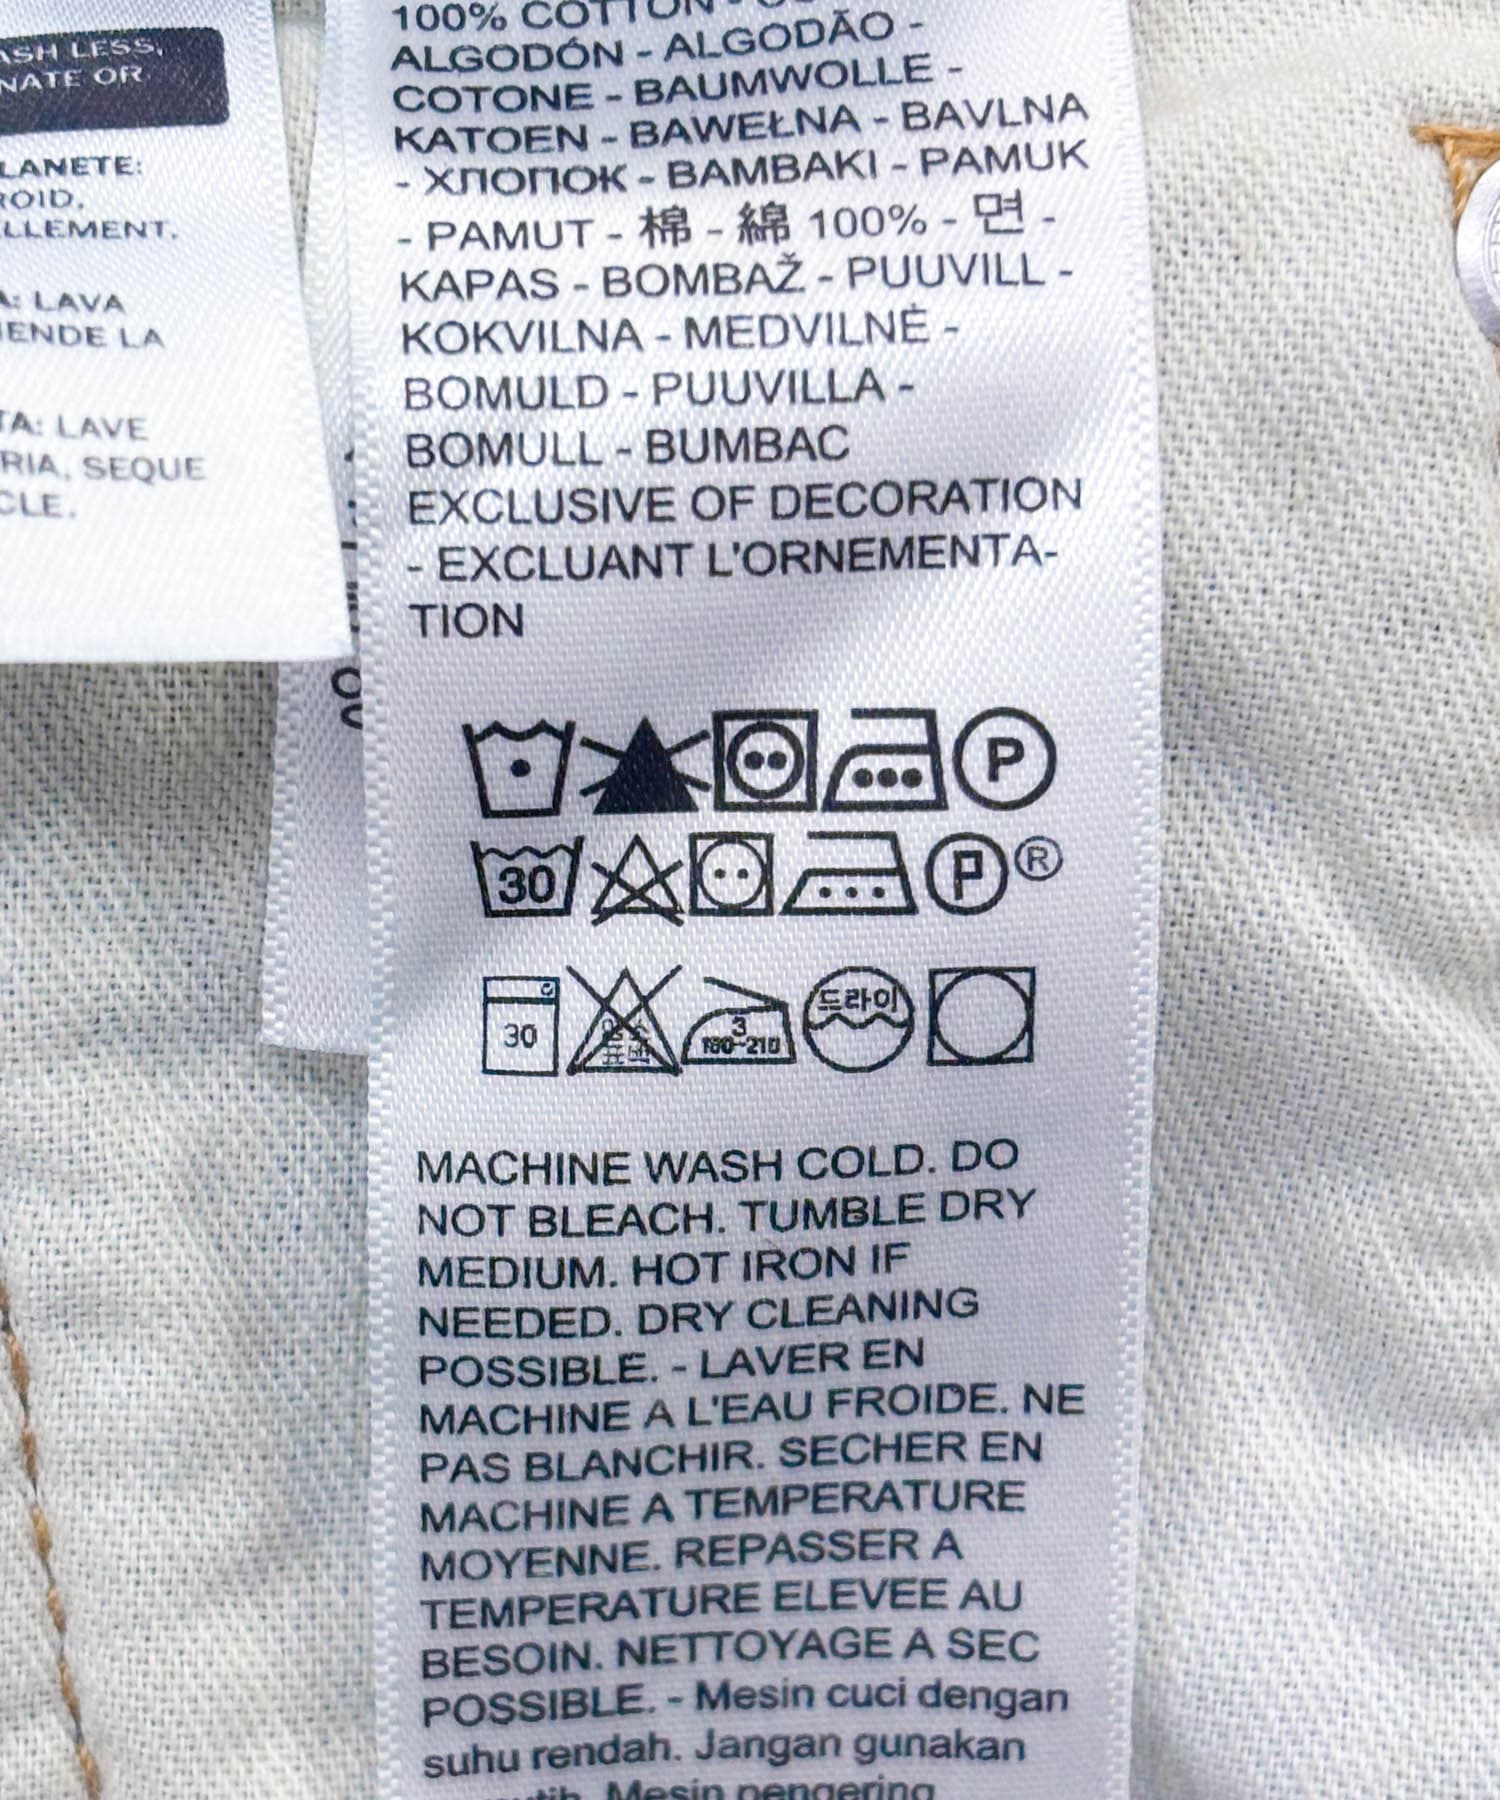 ASH LESS,
NATE OR
LANETE:
ROID,
LLEMENT.
A: LAVA
IENDE LA
TA: LAVE
RIA, SEQUE
CLE.
100% COTTON -
ALGODÓN - ALGODÃO -
COTONE - BAUMWOLLE -
KATOEN - BAWEŁNA - BAVLNA
- ХЛОПОК - BAMBAKI - PAMUK
- PAMUT - 棉 - 綿 100% - 면 -
KAPAS - BOMBAŽ - PUUVILL -
KOKVILNA - MEDVILNĖ -
BOMULD - PUUVILLA -
BOMULL - BUMBAC
EXCLUSIVE OF DECORATION
- EXCLUANT L'ORNEMENTA-
TION
P
30 P ®
30 3 180~210 드라이
MACHINE WASH COLD. DO
NOT BLEACH. TUMBLE DRY
MEDIUM. HOT IRON IF
NEEDED. DRY CLEANING
POSSIBLE. - LAVER EN
MACHINE A L'EAU FROIDE. NE
PAS BLANCHIR. SECHER EN
MACHINE A TEMPERATURE
MOYENNE. REPASSER A
TEMPERATURE ELEVEE AU
BESOIN. NETTOYAGE A SEC
POSSIBLE. - Mesin cuci dengan
suhu rendah. Jangan gunakan
Mesin pengering